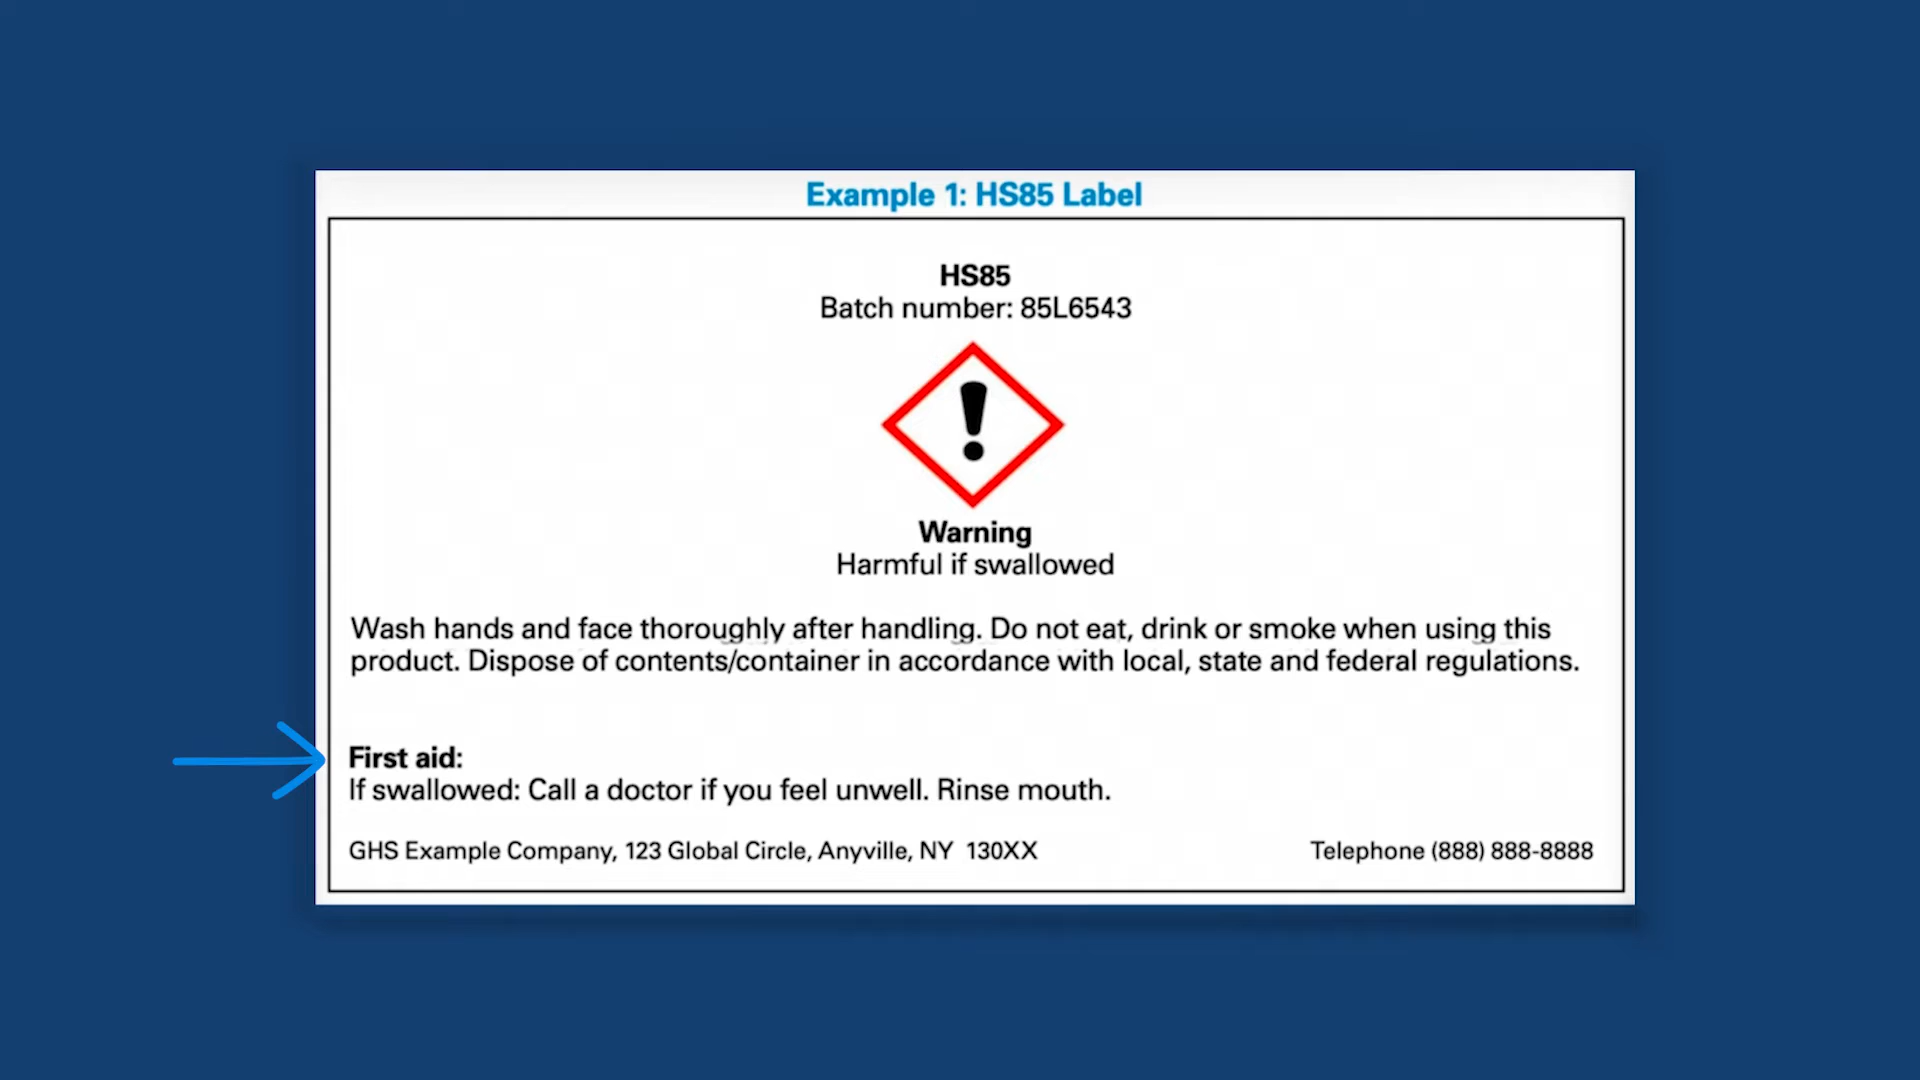 Example 1: HS85 Label
HS85
Batch number: 85L6543
Warning
Harmful if swallowed
Wash hands and face thoroughly after handling. Do not eat, drink or smoke when using this
product. Dispose of contents/container in accordance with local, state and federal regulations.
First aid:
If swallowed: Call a doctor if you feel unwell. Rinse mouth.
GHS Example Company, 123 Global Circle, Anyville, NY 130XX
Telephone (888) 888-8888